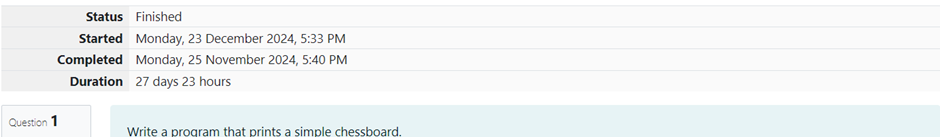 Status Finished
Started Monday, 23 December 2024, 5:33 PM
Completed Monday, 25 November 2024, 5:40 PM
Duration 27 days 23 hours
Question 1
Write a program that prints a simple chessboard.